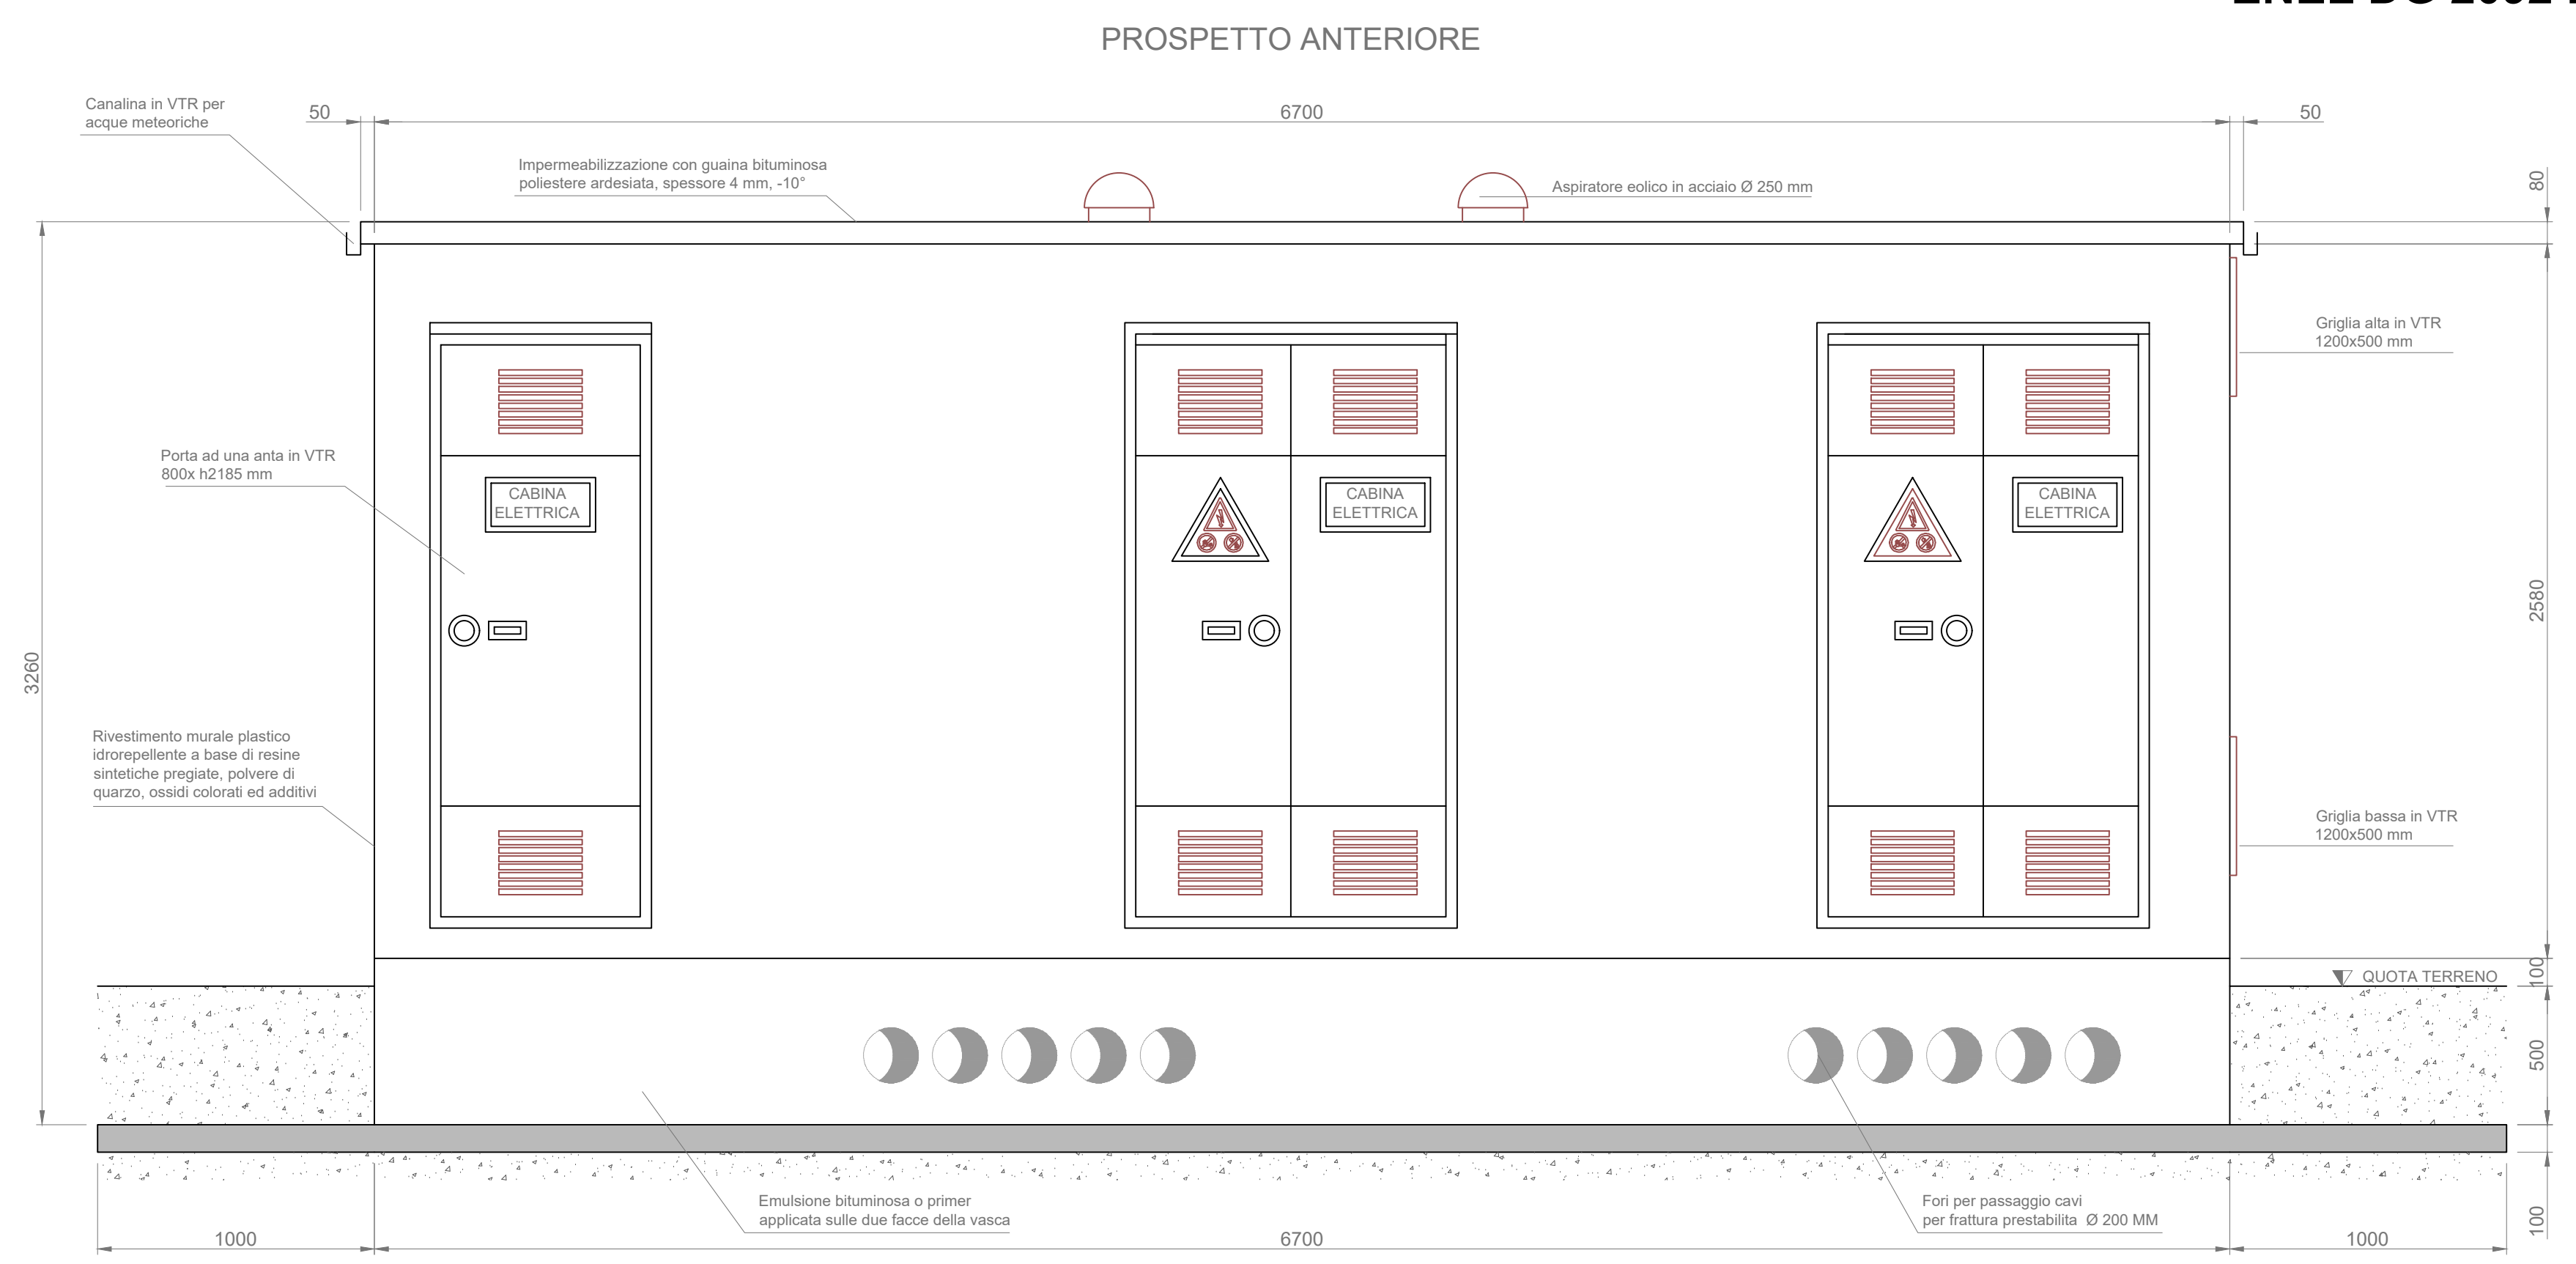 PROSPETTO ANTERIORE
Canalina in VTR per
acque meteoriche
50
6700
50
Impermeabilizzazione con guaina bituminosa
poliestere ardesiata, spessore 4 mm, -10°
Aspiratore eolico in acciaio Ø 250 mm
80
Griglia alta in VTR
1200x500 mm
Porta ad una anta in VTR
800x h2185 mm
CABINA
ELETTRICA
CABINA
ELETTRICA
CABINA
ELETTRICA
2580
3260
Rivestimento murale plastico
idrorepellente a base di resine
sintetiche pregiate, polvere di
quarzo, ossidi colorati ed additivi
Griglia bassa in VTR
1200x500 mm
QUOTA TERRENO
100
500
Emulsione bituminosa o primer
applicata sulle due facce della vasca
Fori per passaggio cavi
per frattura prestabilita Ø 200 MM
100
1000
6700
1000